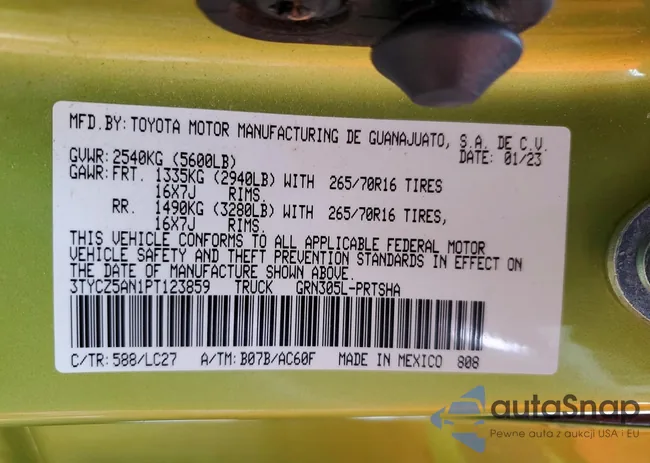 MFD.BY: TOYOTA MOTOR MANUFACTURING DE GUANAJUATO, S.A. DE C.V.
GVWR: 2540KG (5600LB) DATE: 01/23
GAWR: FRT. 1335KG (2940LB) WITH 265/70R16 TIRES
16X7J RIMS.
RR. 1490KG (3280LB) WITH 265/70R16 TIRES,
16X7J RIMS.
THIS VEHICLE CONFORMS TO ALL APPLICABLE FEDERAL MOTOR
VEHICLE SAFETY AND THEFT PREVENTION STANDARDS IN EFFECT ON
THE DATE OF MANUFACTURE SHOWN ABOVE.
3TYCZ5AN1PT123859 TRUCK GRN305L-PRTSHA
C/TR: 588/LC27 A/TM: B07B/AC60F MADE IN MEXICO 808
autoSnap
Pewne auta z aukcji USA i EU